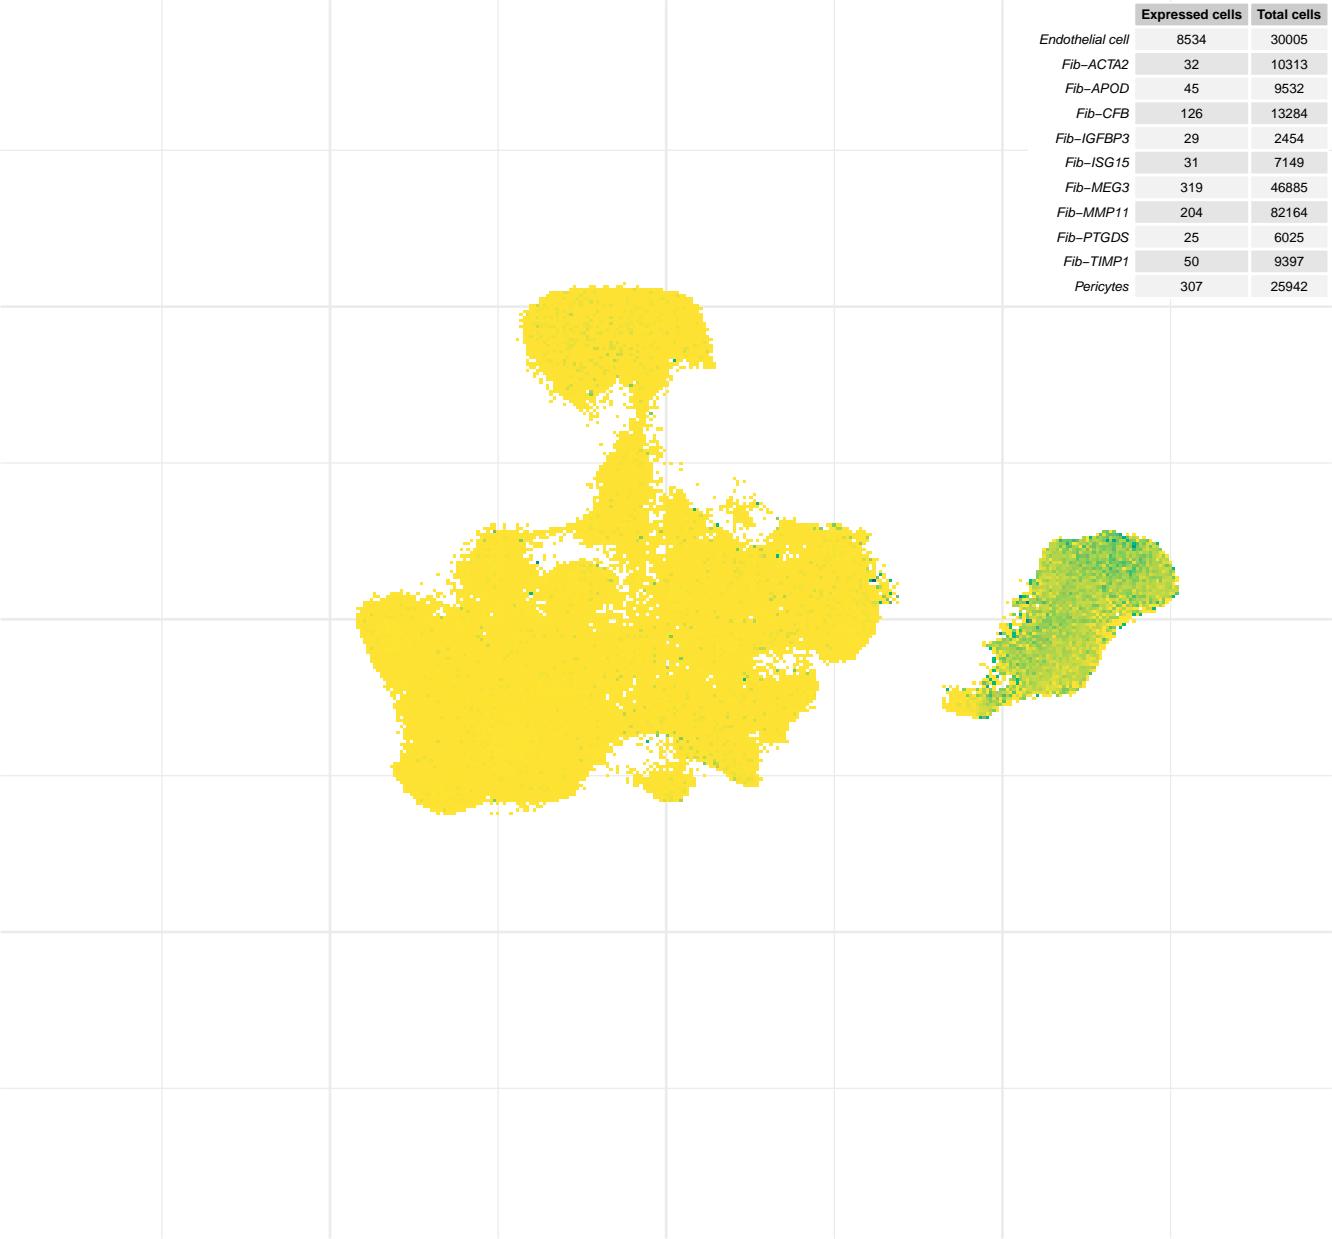 Expressed cells Total cells
Endothelial cell 8534 30005
Fib−ACTA2 32 10313
Fib−APOD 45 9532
Fib−CFB 126 13284
Fib−IGFBP3 29 2454
Fib−ISG15 31 7149
Fib−MEG3 319 46885
Fib−MMP11 204 82164
Fib−PTGDS 25 6025
Fib−TIMP1 50 9397
Pericytes 307 25942